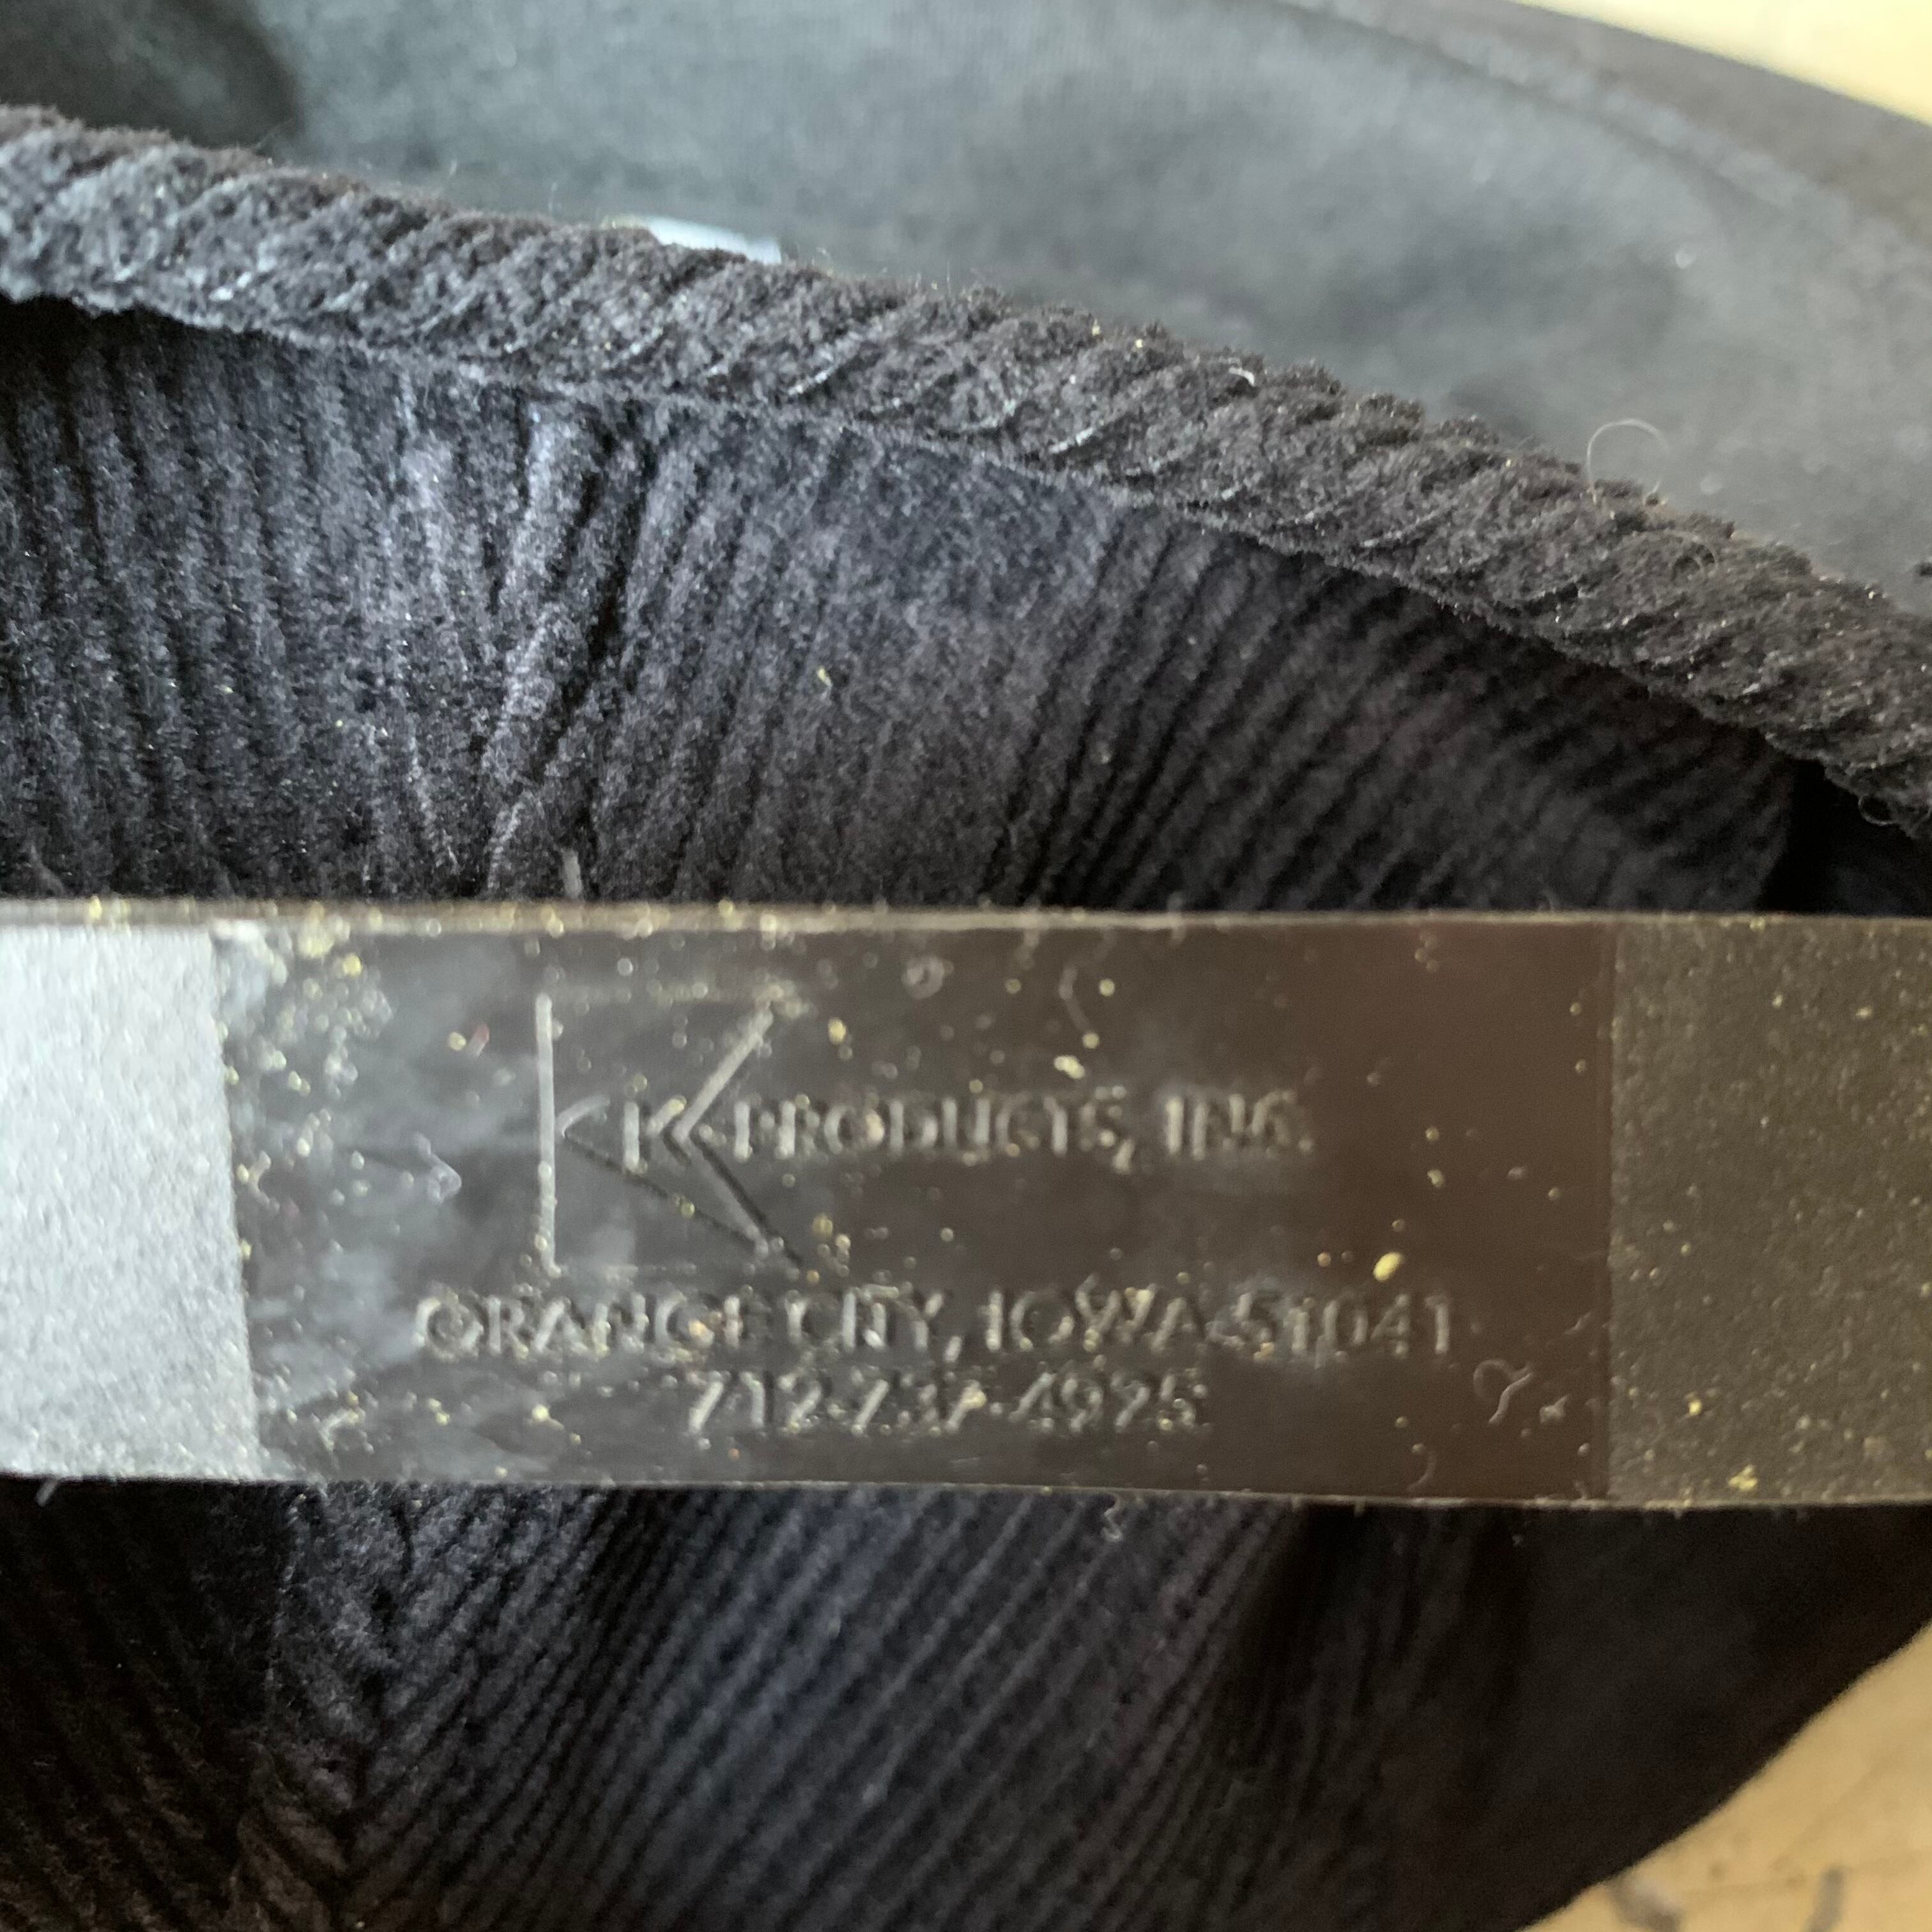 K-PRODUCTS, INC.
ORANGE CITY, IOWA 51041
712-737-4925